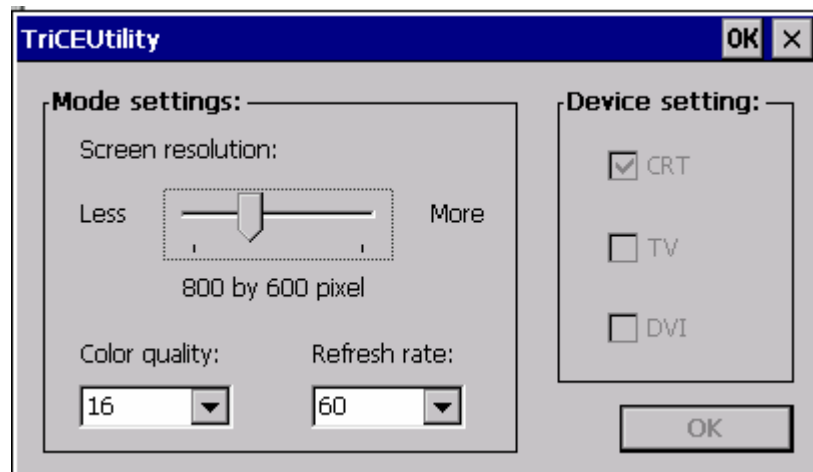 TriCEUtility OK ×
Mode settings:
Screen resolution:
Less More
800 by 600 pixel
Color quality: Refresh rate:
16 60
Device setting:
CRT
TV
DVI
OK